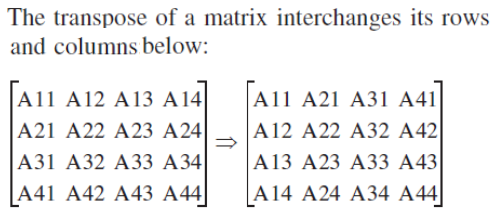 The transpose of a matrix interchanges its rows
and columns below:
A11 A12 A13 A14 A11 A21 A31 A41
A21 A22 A23 A24 ⇒ A12 A22 A32 A42
A31 A32 A33 A34 A13 A23 A33 A43
A41 A42 A43 A44 A14 A24 A34 A44